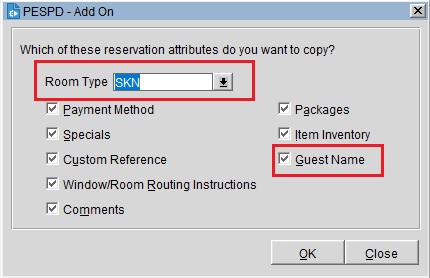 PESPD - Add On
Which of these reservation attributes do you want to copy?
Room Type SKN
Payment Method
Packages
Specials
Item Inventory
Custom Reference
Guest Name
Window/Room Routing Instructions
Comments
OK
Close